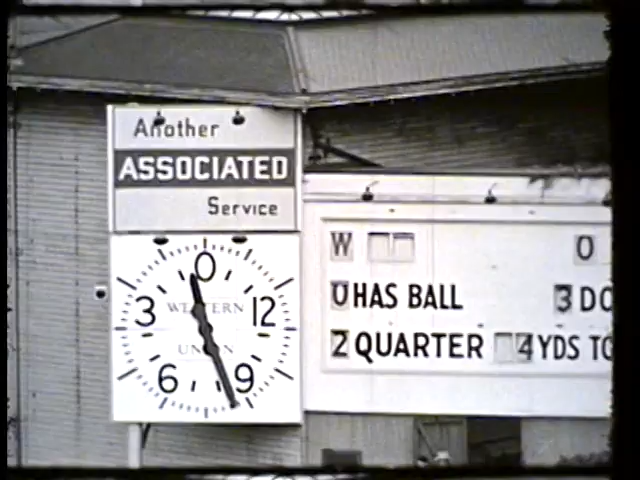 Another
ASSOCIATED
Service
0
3 12
WESTERN
UNION
6 9
W O
0 HAS BALL 3 DO
2 QUARTER 4 YDS TO